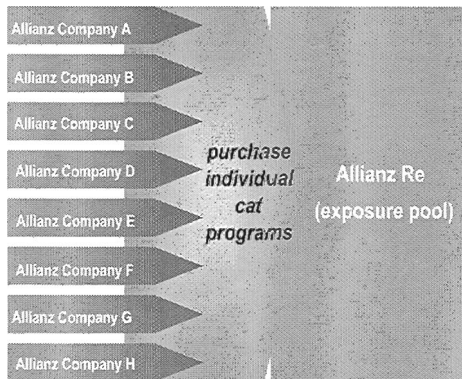 Allianz Company A
Allianz Company B
Allianz Company C
Allianz Company D
Allianz Company E
Allianz Company F
Allianz Company G
Allianz Company H
purchase
individual
cat
programs
Allianz Re
(exposure pool)